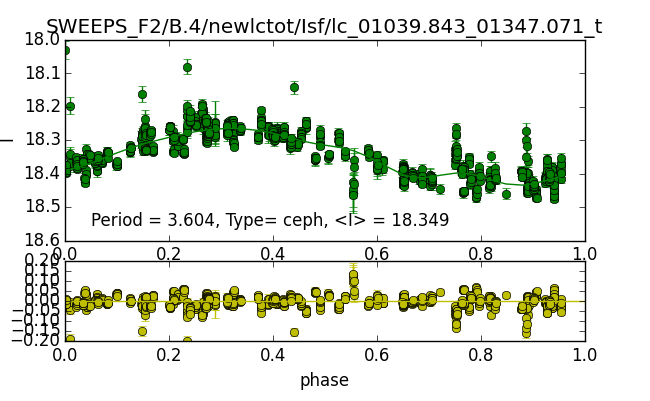 SWEEPS_F2/B.4/newlctot/Isf/lc_01039.843_01347.071_t
18.0
18.1
18.2
I
18.3
18.4
18.5
Period = 3.604, Type= ceph, <I> = 18.349
18.6
0.0 0.2 0.4 0.6 0.8 1.0
0.20
0.15
0.10
0.05
0.00
−0.05
−0.10
−0.15
−0.20
0.0 0.2 0.4 0.6 0.8 1.0
phase